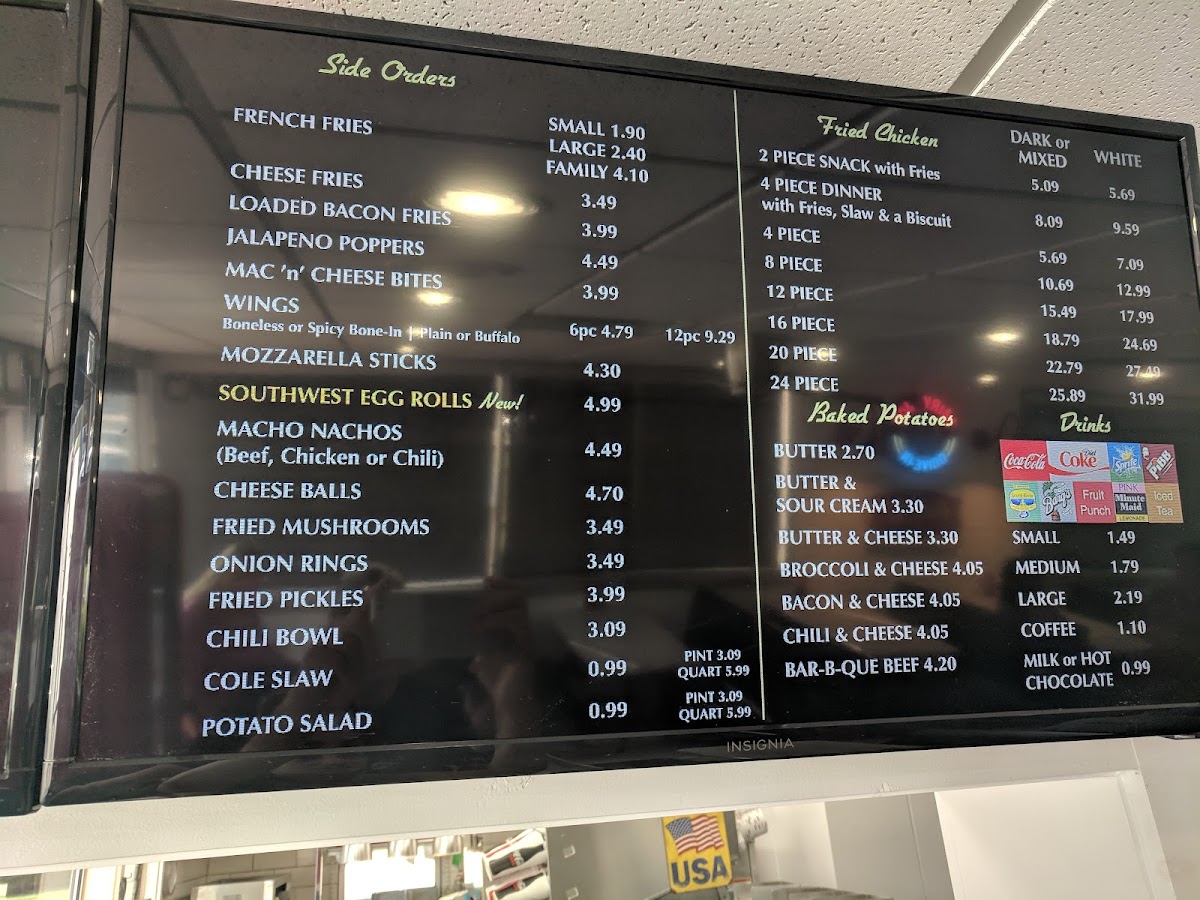 Side Orders
FRENCH FRIES SMALL 1.90
LARGE 2.40
FAMILY 4.10
CHEESE FRIES 3.49
LOADED BACON FRIES 3.99
JALAPENO POPPERS 4.49
MAC 'n' CHEESE BITES 3.99
WINGS
Boneless or Spicy Bone-In | Plain or Buffalo 6pc 4.79 12pc 9.29
MOZZARELLA STICKS 4.30
SOUTHWEST EGG ROLLS New! 4.99
MACHO NACHOS
(Beef, Chicken or Chili) 4.49
CHEESE BALLS 4.70
FRIED MUSHROOMS 3.49
ONION RINGS 3.49
FRIED PICKLES 3.99
CHILI BOWL 3.09
COLE SLAW 0.99 PINT 3.09
QUART 5.99
POTATO SALAD 0.99 PINT 3.09
QUART 5.99
Fried Chicken DARK or MIXED WHITE
2 PIECE SNACK with Fries 5.09 5.69
4 PIECE DINNER
with Fries, Slaw & a Biscuit 8.09 9.59
4 PIECE 5.69 7.09
8 PIECE 10.69 12.99
12 PIECE 15.49 17.99
16 PIECE 18.79 24.69
20 PIECE 22.79 27.49
24 PIECE 25.89 31.99
Baked Potatoes
BUTTER 2.70
BUTTER &
SOUR CREAM 3.30
BUTTER & CHEESE 3.30
BROCCOLI & CHEESE 4.05
BACON & CHEESE 4.05
CHILI & CHEESE 4.05
BAR-B-QUE BEEF 4.20
Drinks
Coca-Cola Diet Coke Sprite PiBB
Barq's Fruit Punch PINK Minute Maid LEMONADE Iced Tea
SMALL 1.49
MEDIUM 1.79
LARGE 2.19
COFFEE 1.10
MILK or HOT
CHOCOLATE 0.99
INSIGNIA
USA